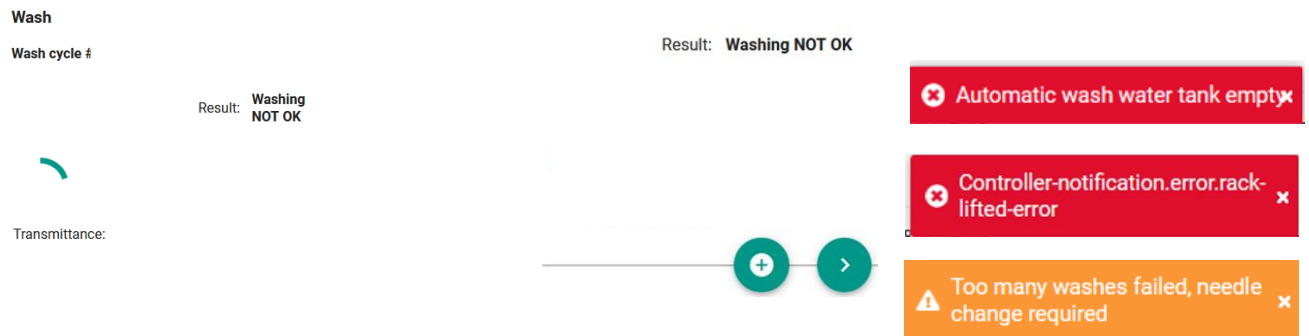 Wash
Wash cycle #
Result: Washing
NOT OK
Transmittance:
Result: Washing NOT OK
Automatic wash water tank empty
Controller-notification.error.rack-
lifted-error
Too many washes failed, needle
change required